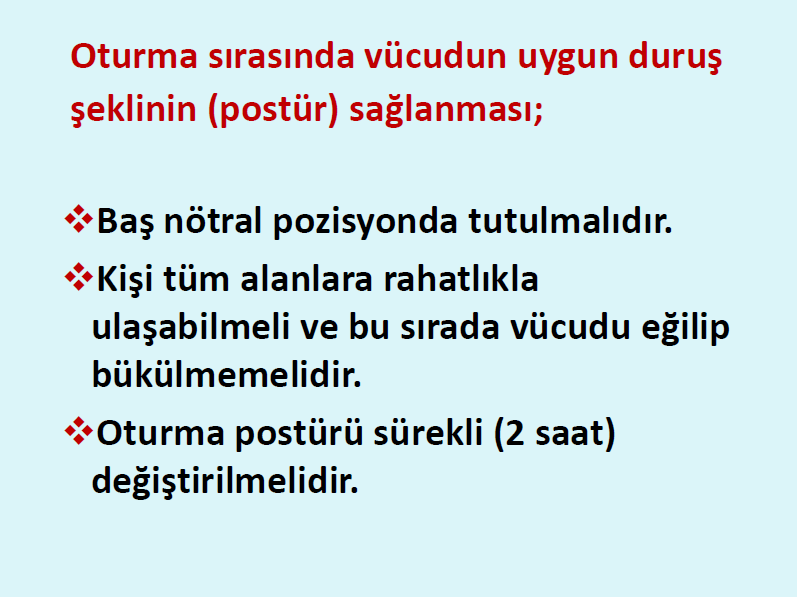 Oturma sırasında vücudun uygun duruş
şeklinin (postür) sağlanması;
❖Baş nötral pozisyonda tutulmalıdır.
❖Kişi tüm alanlara rahatlıkla
ulaşabilmeli ve bu sırada vücudu eğilip
bükülmemelidir.
❖Oturma postürü sürekli (2 saat)
değiştirilmelidir.